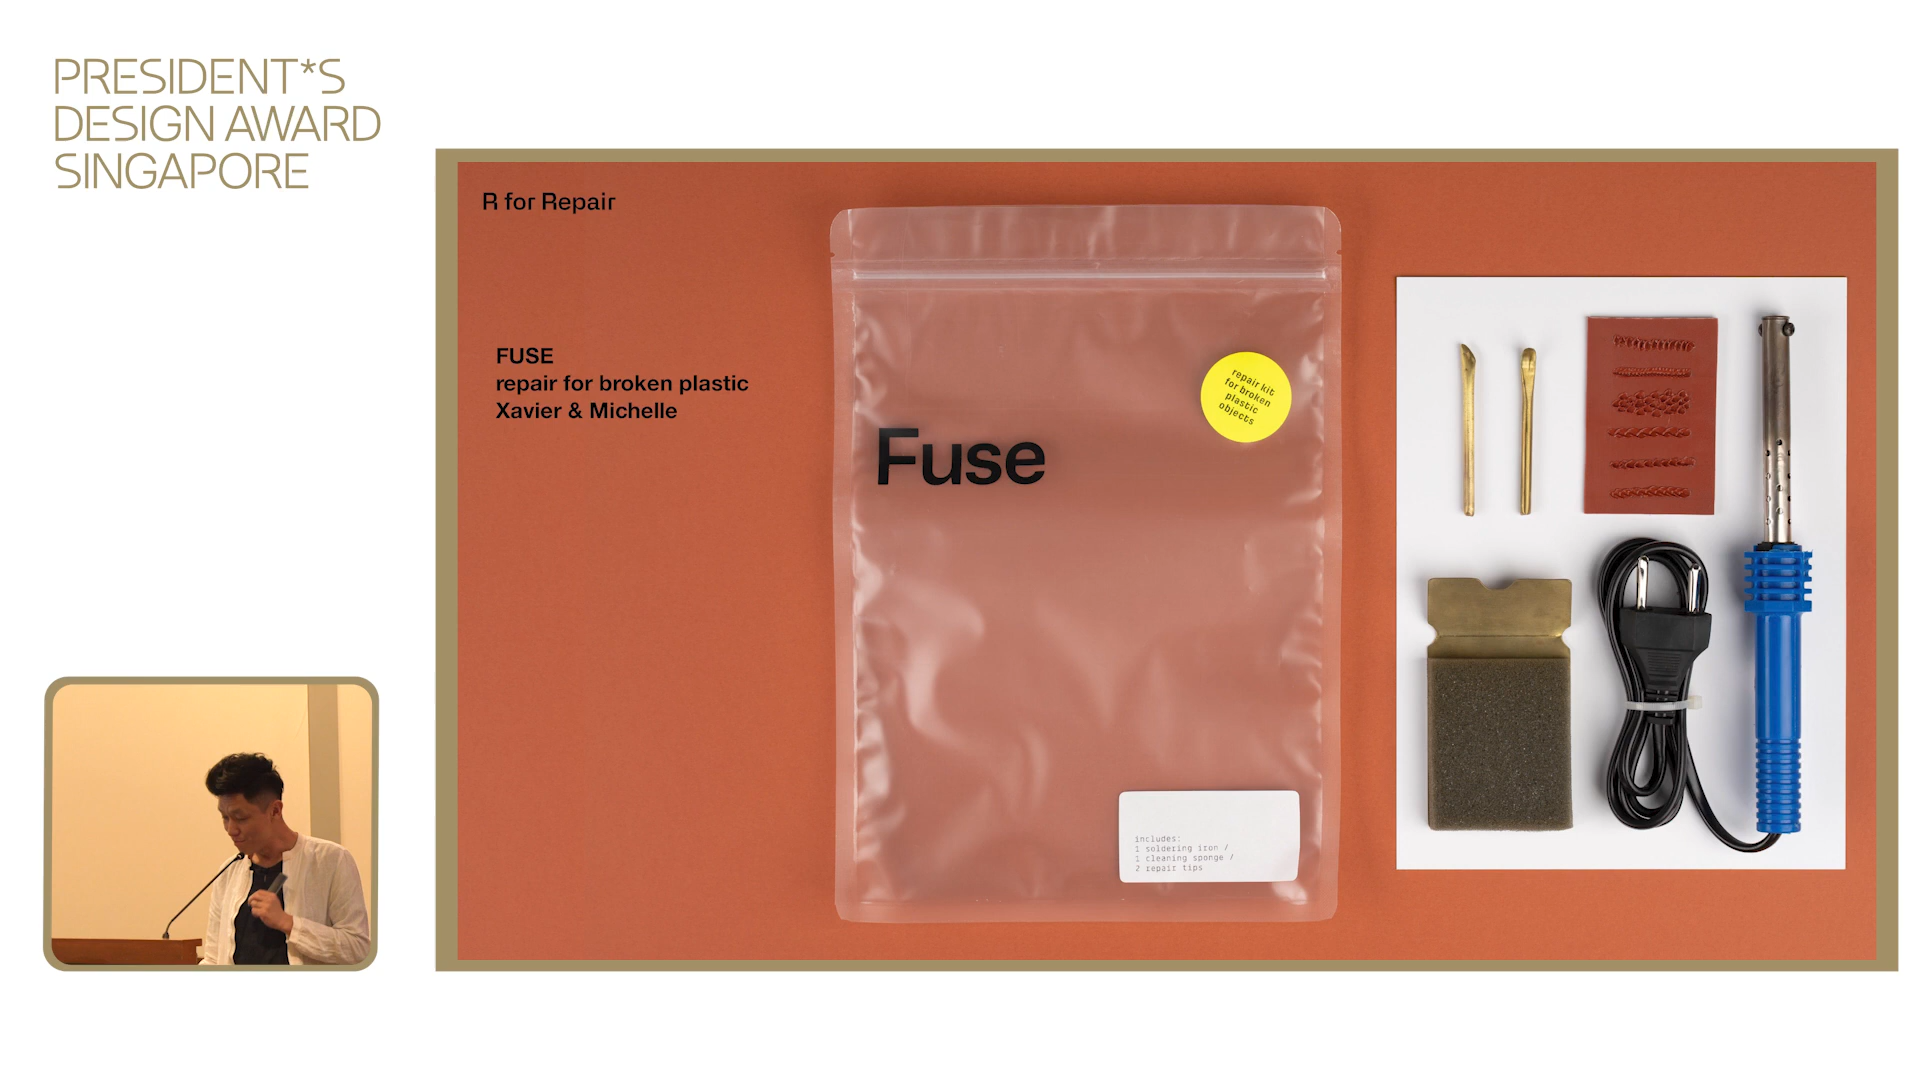 PRESIDENT*S
DESIGN AWARD
SINGAPORE
R for Repair
FUSE
repair for broken plastic
Xavier & Michelle
Fuse
repair kit
for broken
plastic
objects
includes:
1 soldering iron /
1 cleaning sponge /
2 repair tips